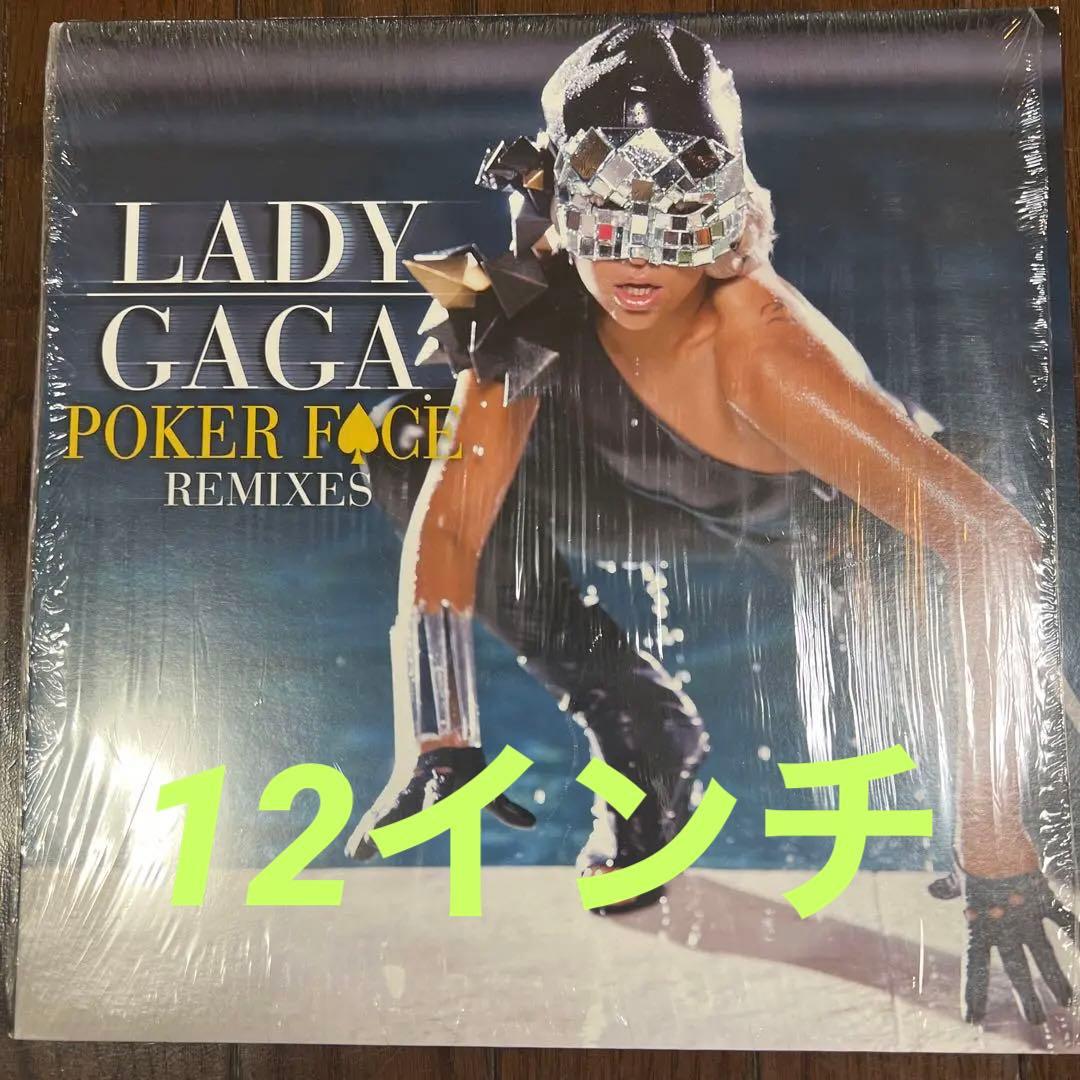 LADY
GAGA
POKER F♠CE
REMIXES
12インチ